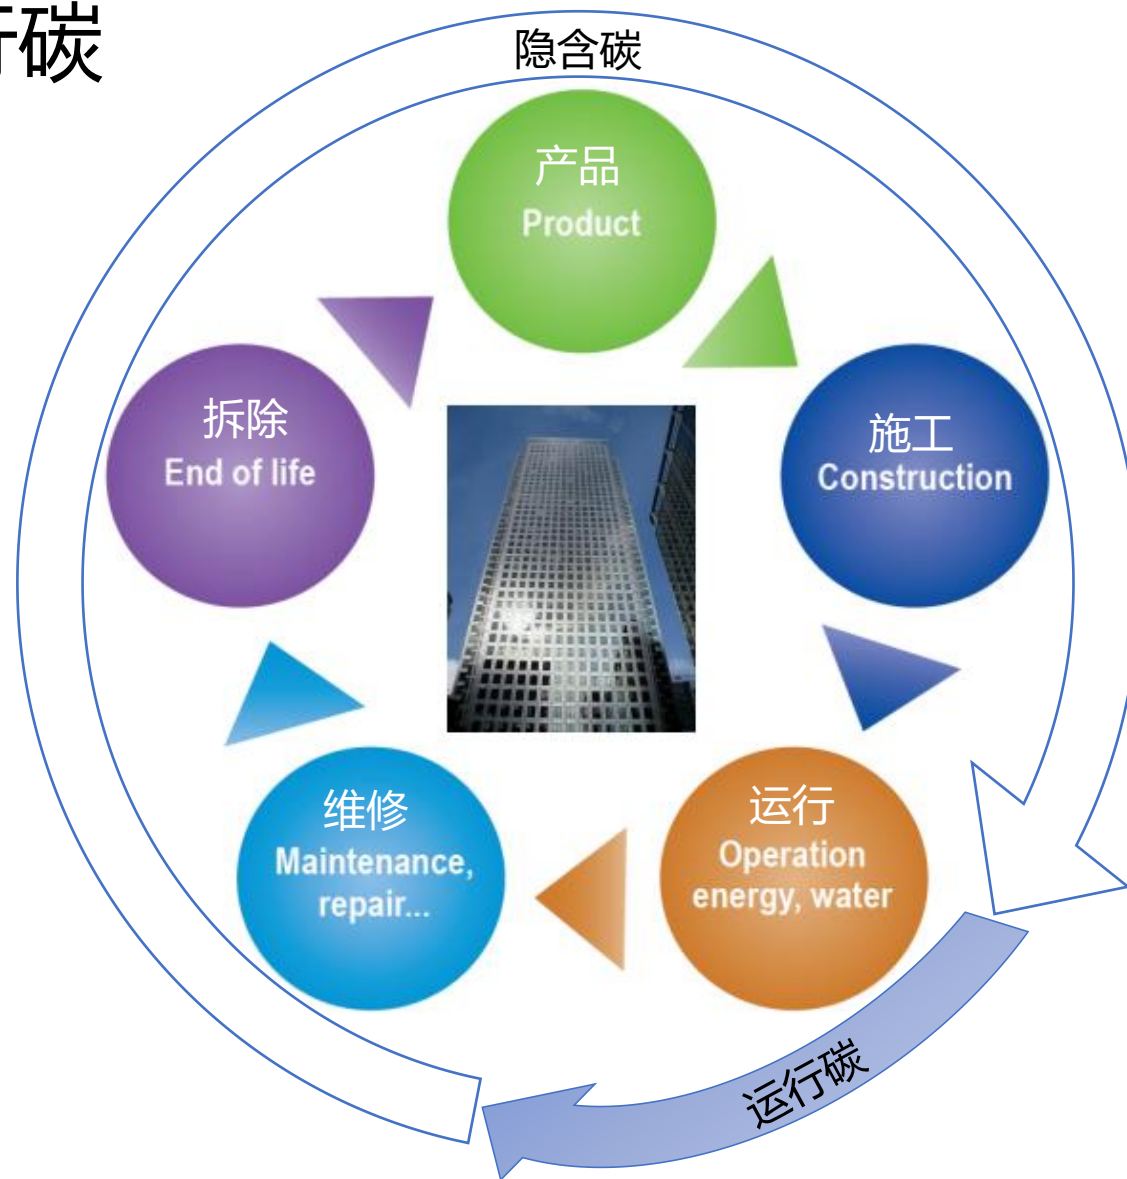 行碳
隐含碳
产品
Product
施工
Construction
运行
Operation
energy, water
运行碳
维修
Maintenance,
repair...
拆除
End of life